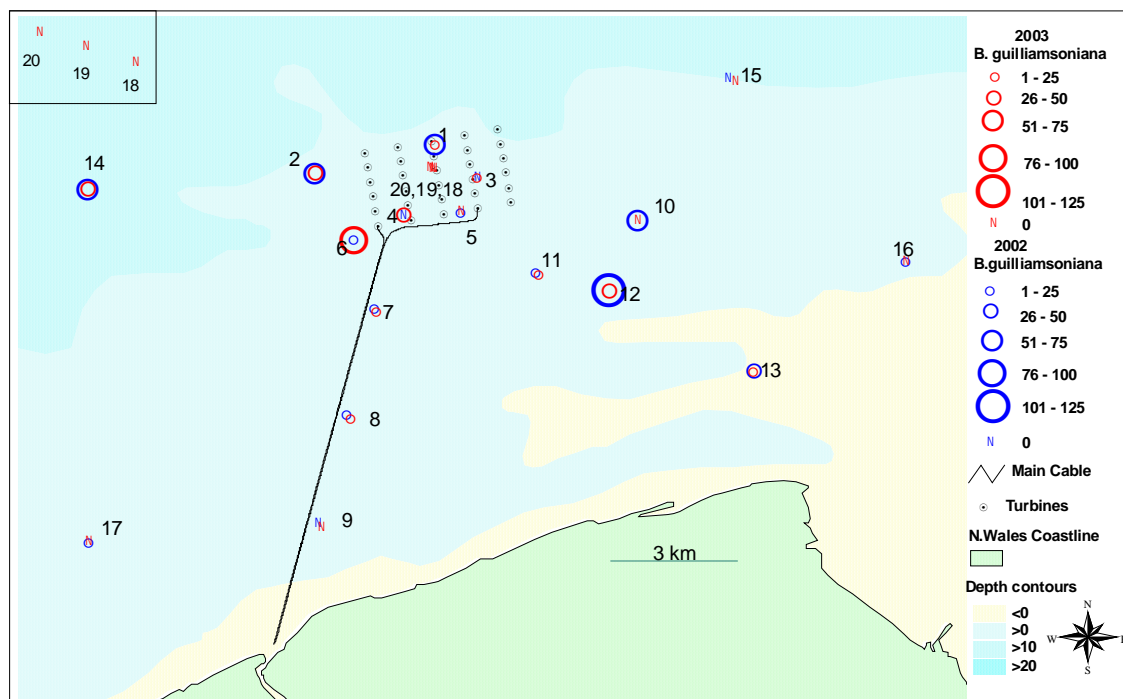 N
N
N
20
19
18
N N 15
1
2
14
N 3
20,19,18
4 N
N
5
6
N
10
11
N
16
12
7
13
8
N N 9
N
17
3 km
2003
B. guilliamsoniana
1 - 25
26 - 50
51 - 75
76 - 100
101 - 125
N 0
2002
B.guilliamsoniana
1 - 25
26 - 50
51 - 75
76 - 100
101 - 125
N 0
Main Cable
Turbines
N.Wales Coastline
Depth contours
<0
>0
>10
>20
N
W E
S